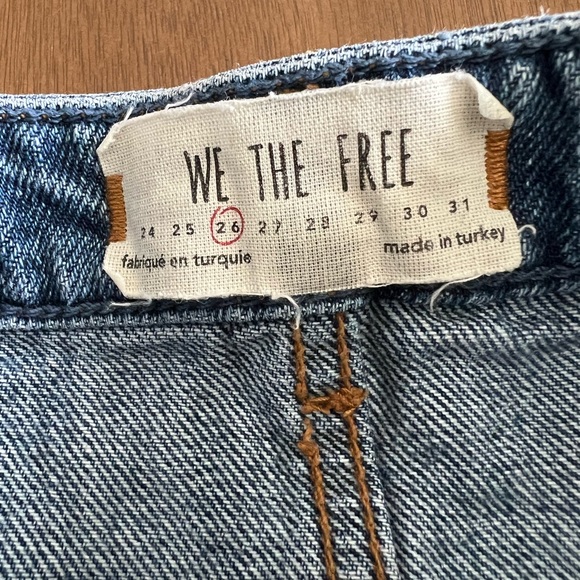 WE THE FREE
24 25 26 27 28 29 30 31
fabriqué en turquie
made in turkey